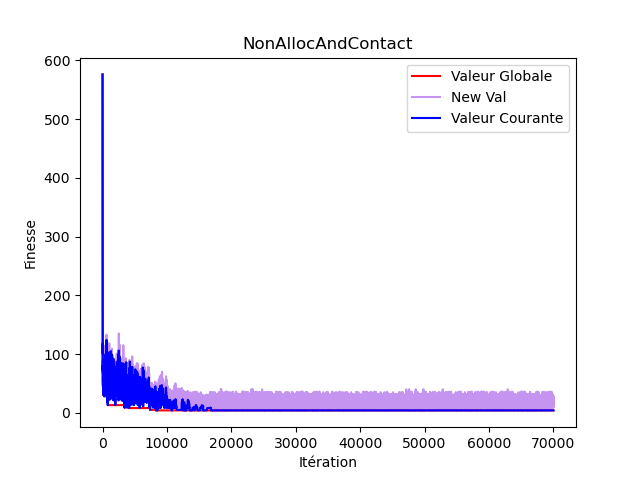 NonAllocAndContact
Valeur Globale
New Val
Valeur Courante
600
500
400
300
200
100
0
Finesse
0 10000 20000 30000 40000 50000 60000 70000
Itération